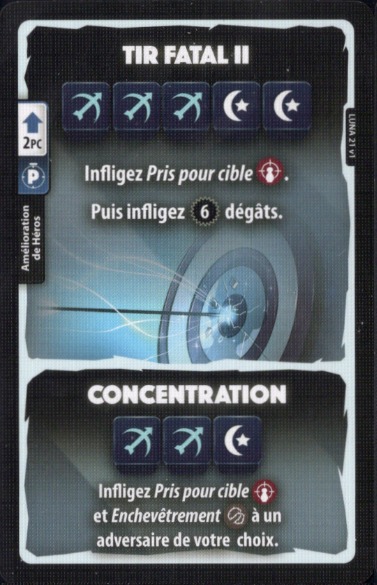 TIR FATAL II
2PC
P
Amélioration
de Héros
LUNA 21 v1
Infligez Pris pour cible .
Puis infligez 6 dégâts.
CONCENTRATION
Infligez Pris pour cible
et Enchevêtrement à un
adversaire de votre choix.